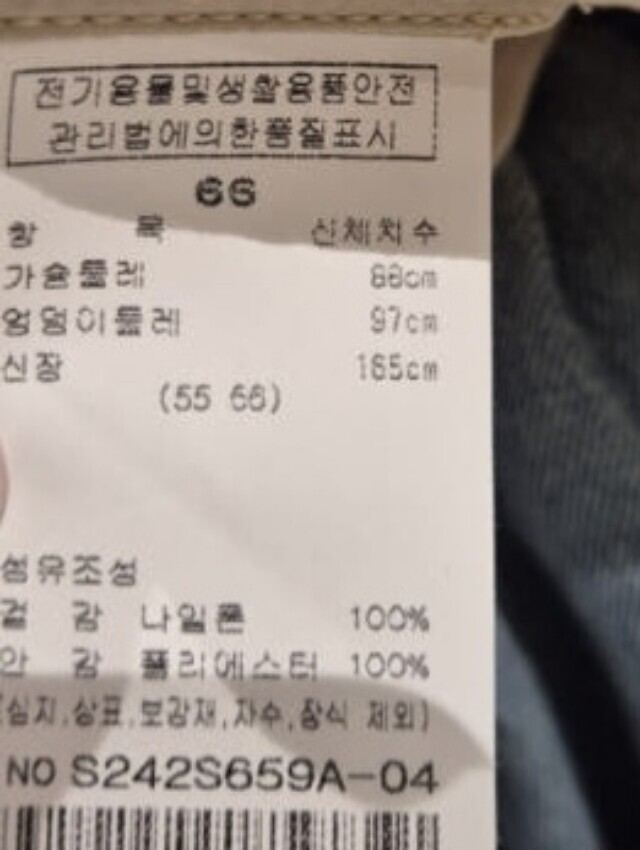 전기용품및생활용품안전
관리법에의한품질표시
66
항 목 신체치수
가슴둘레 88cm
엉덩이둘레 97cm
신장 165cm
(55 66)
섬유조성
겉 감 나일론 100%
안 감 폴리에스터 100%
(심지,상표,보강재,자수,장식 제외)
NO S242S659A-04